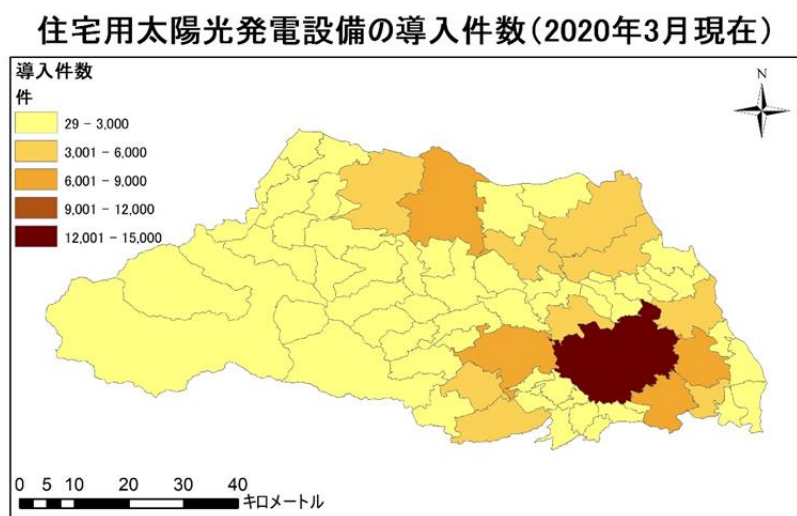 住宅用太陽光発電設備の導入件数(2020年3月現在)
導入件数
件
29 - 3,000
3,001 - 6,000
6,001 - 9,000
9,001 - 12,000
12,001 - 15,000
N
0 5 10 20 30 40
キロメートル